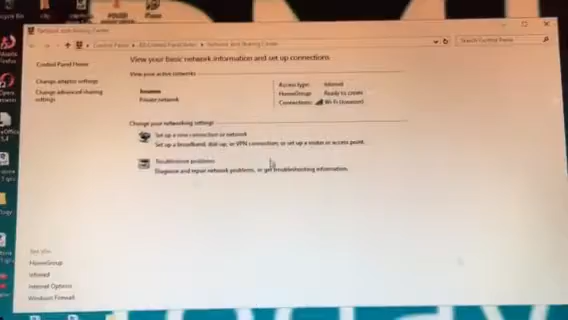 Network and Sharing Center
Control Panel
All Control Panel Items
Network and Sharing Center
Search Control Panel
Control Panel Home
Change adapter settings
Change advanced sharing
settings
View your basic network information and set up connections
View your active networks
Private network
Access type: Internet
HomeGroup: Ready to create
Connections: Wi-Fi
Change your networking settings
Set up a new connection or network
Set up a broadband, dial-up, or VPN connection; or set up a router or access point.
Troubleshoot problems
Diagnose and repair network problems, or get troubleshooting information.
See also
HomeGroup
Infrared
Internet Options
Windows Firewall